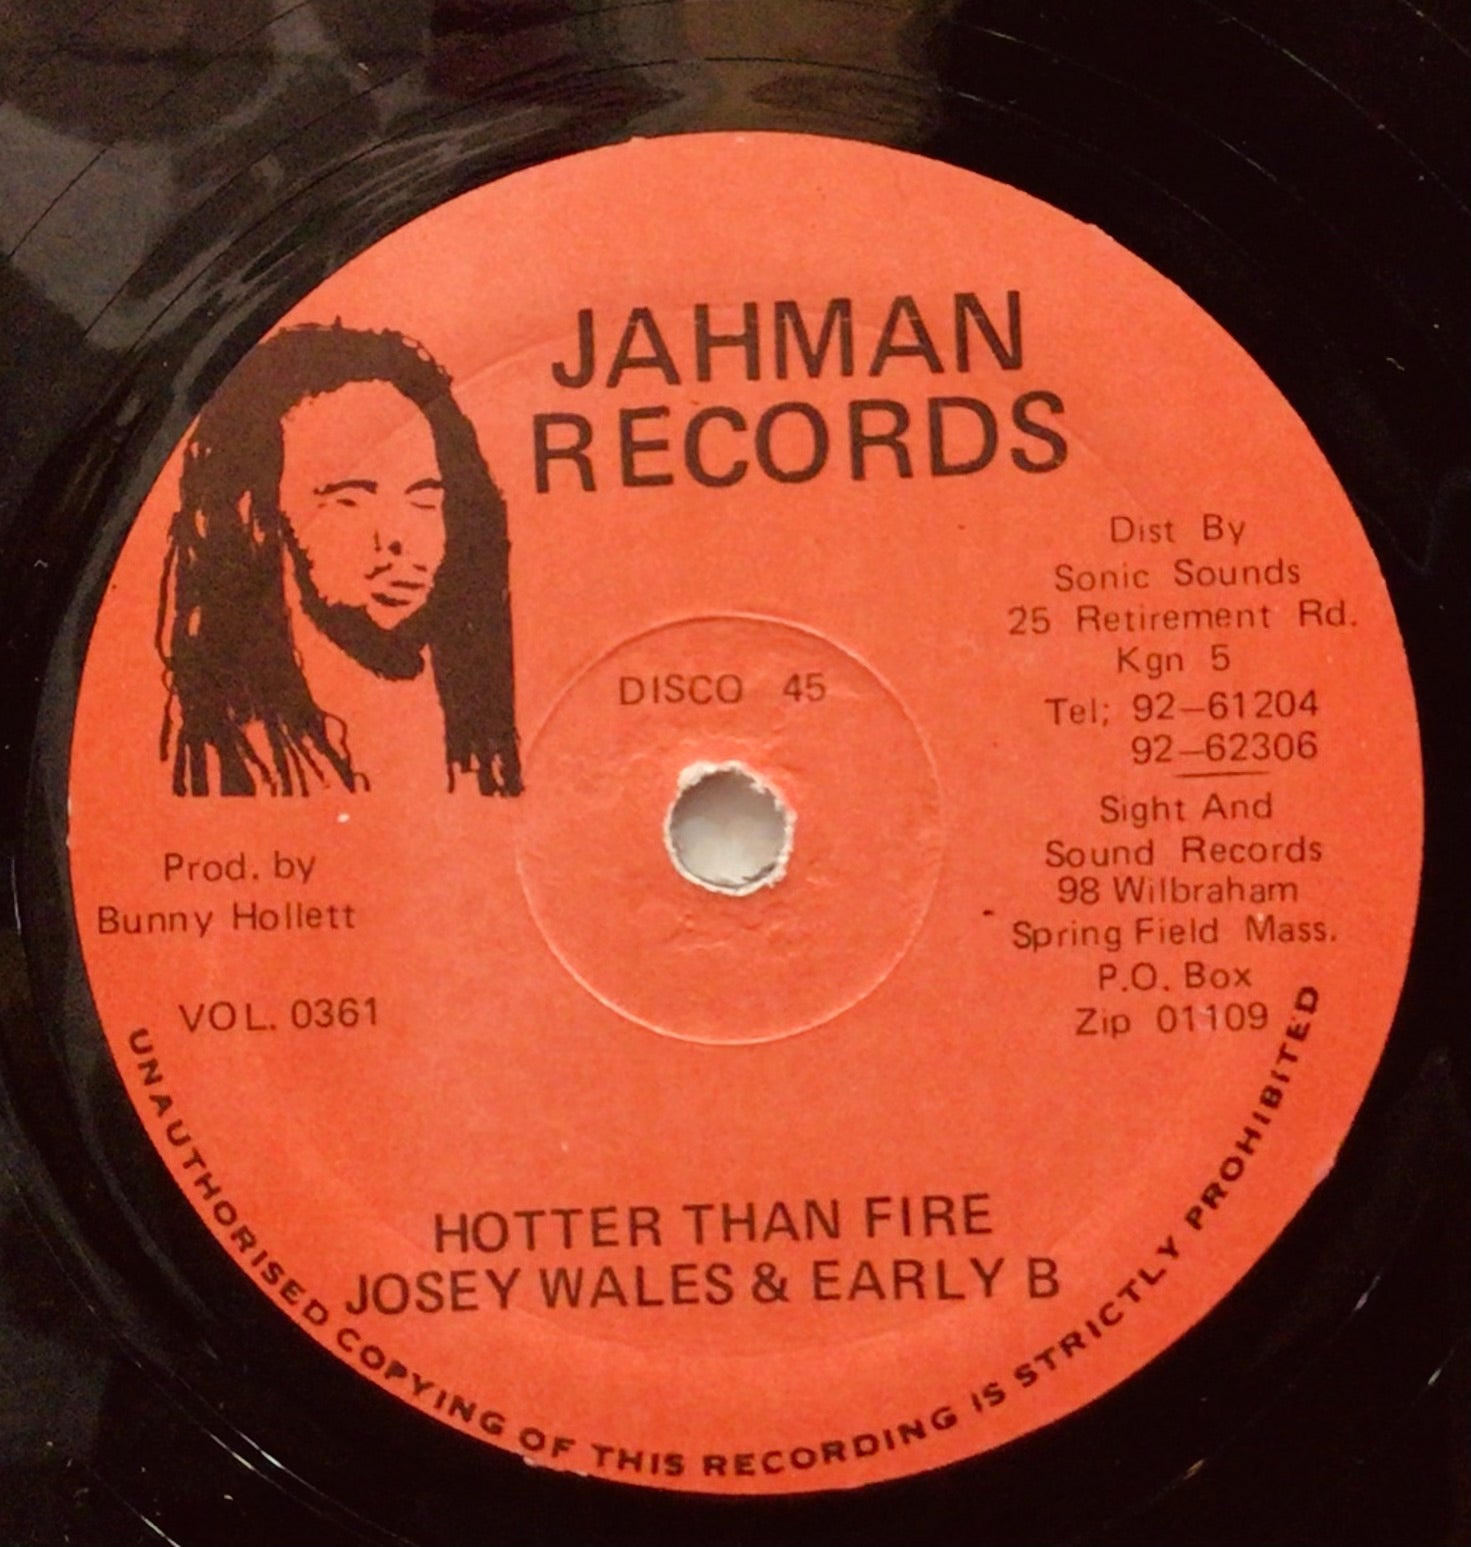 JAHMAN
RECORDS
Dist By
Sonic Sounds
25 Retirement Rd.
Kgn 5
Tel; 92–61204
92–62306
Sight And
Sound Records
98 Wilbraham
Spring Field Mass.
P.O. Box
Zip 01109
DISCO 45
Prod. by
Bunny Hollett
VOL. 0361
HOTTER THAN FIRE
JOSEY WALES & EARLY B
UNAUTHORISED COPYING OF THIS RECORDING IS STRICTLY PROHIBITED